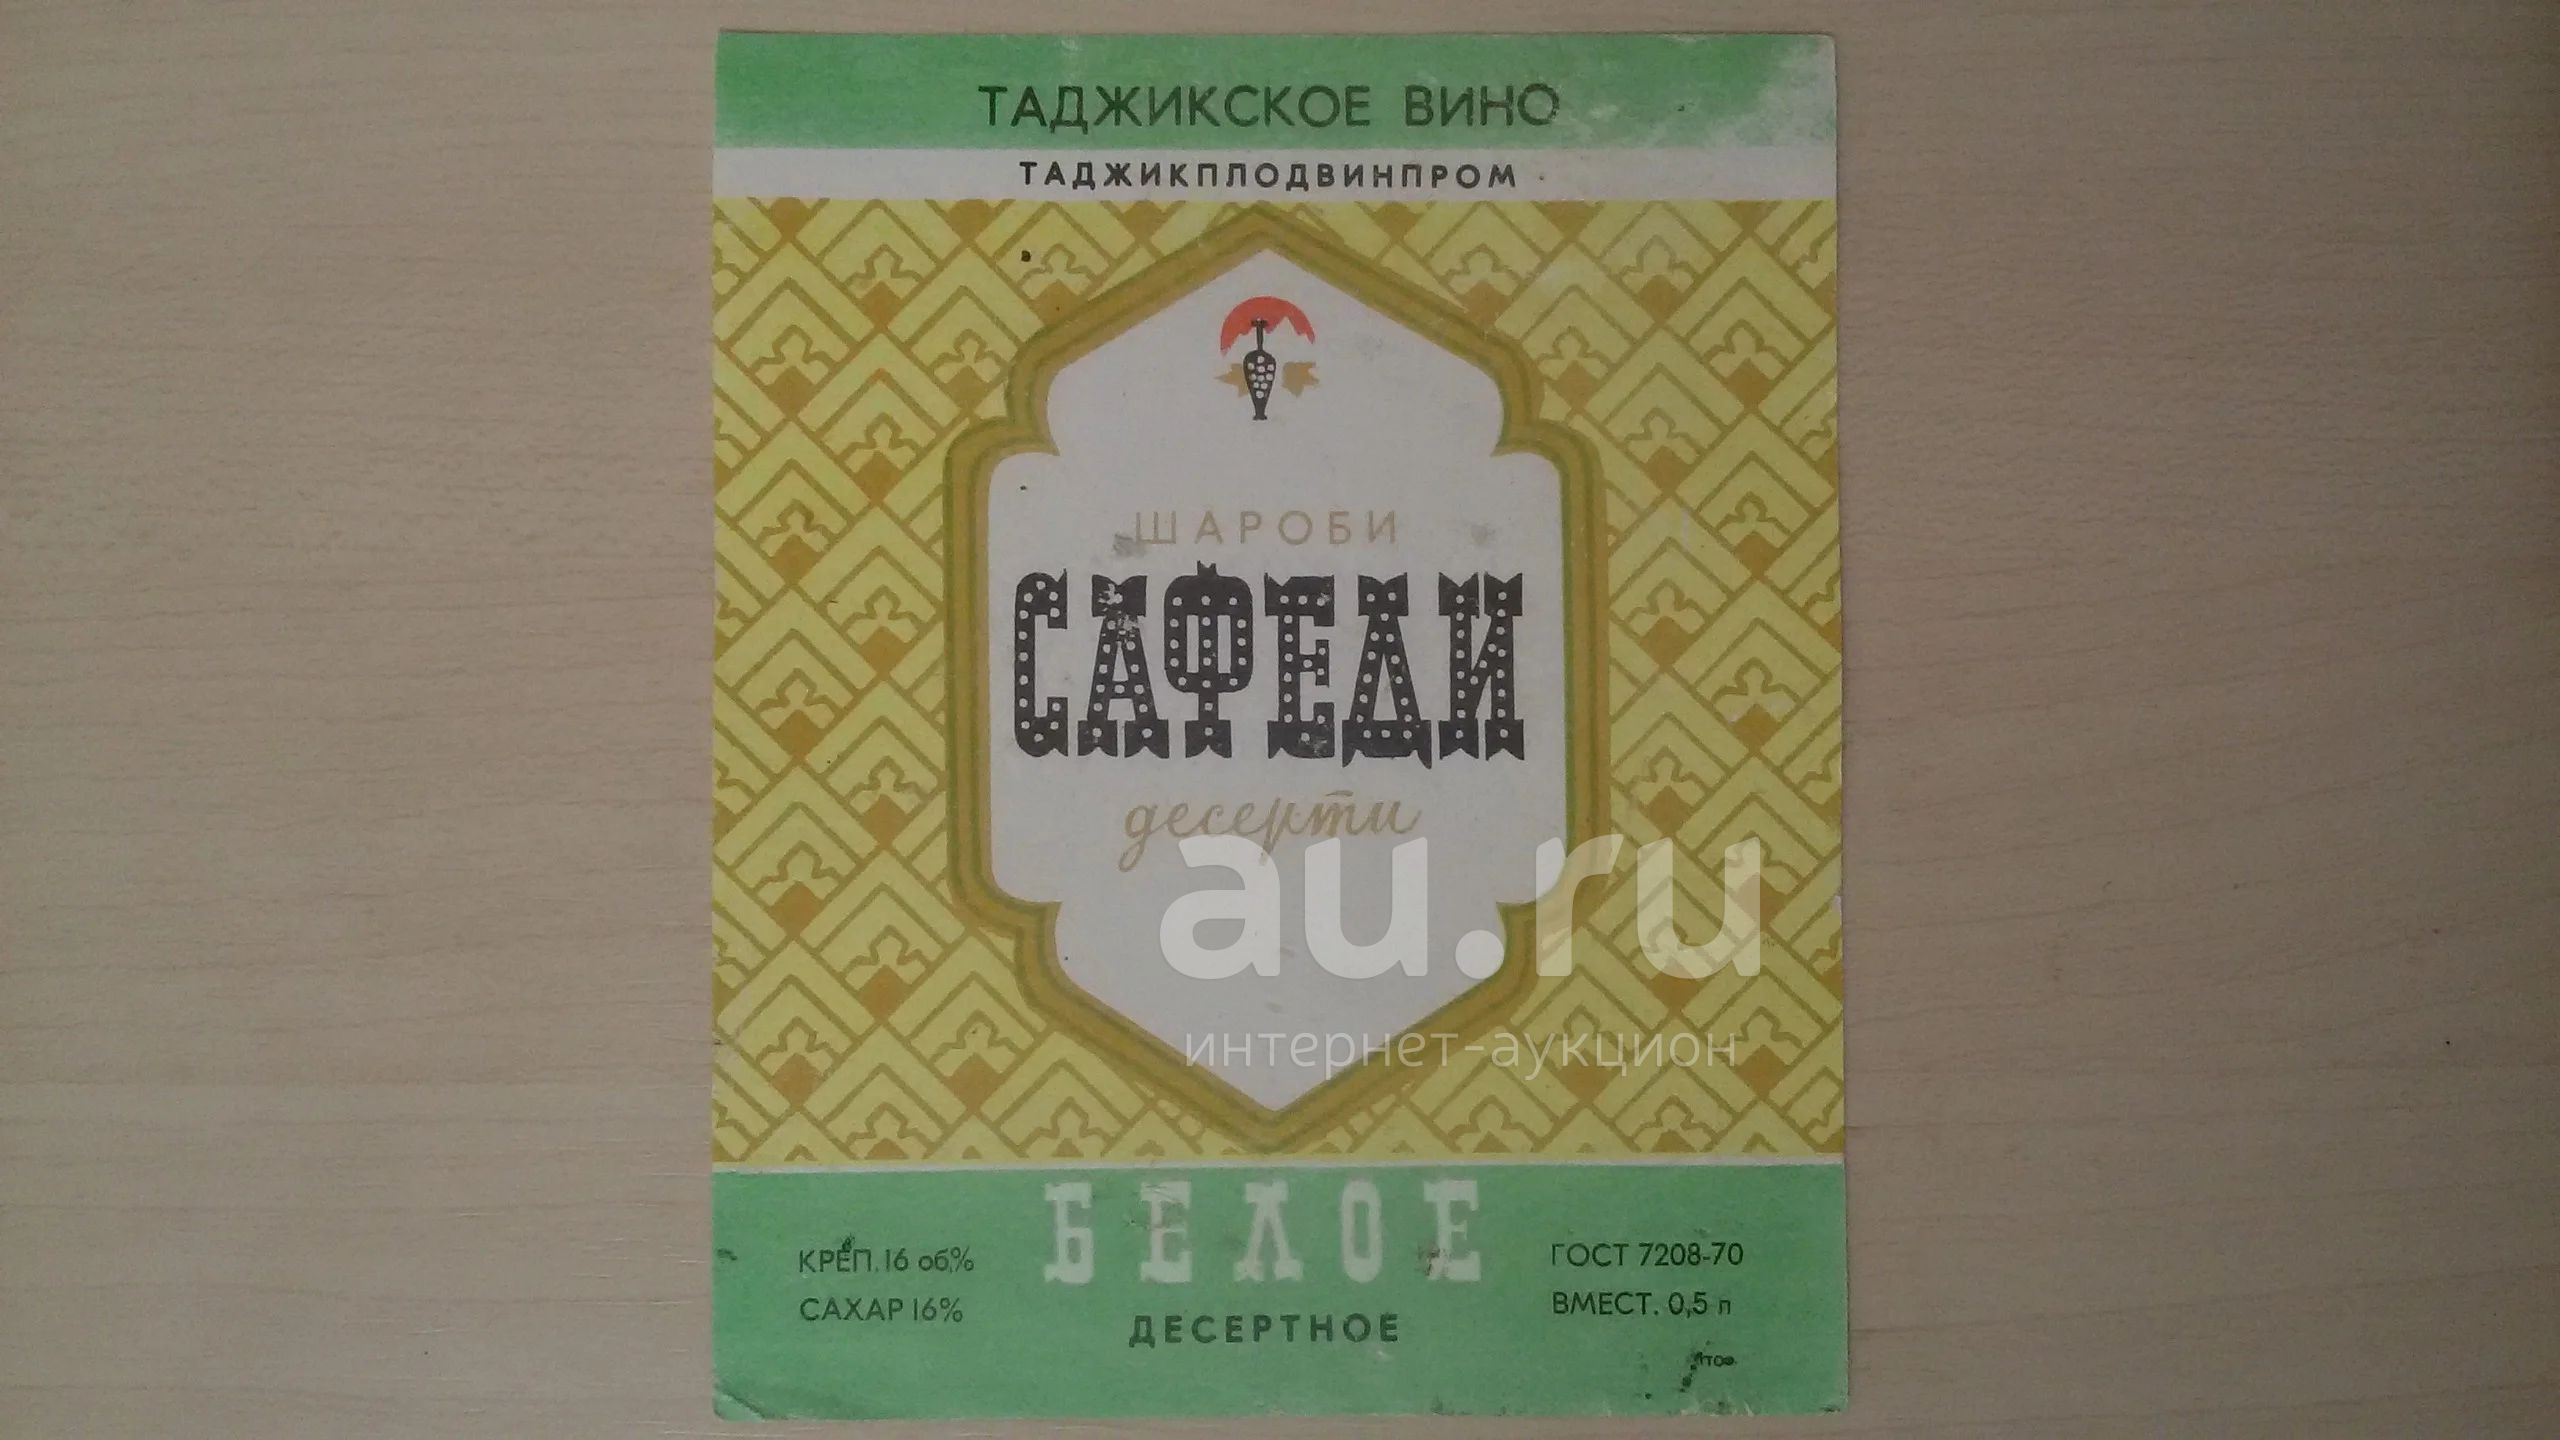 ТАДЖИКСКОЕ ВИНО
ТАДЖИКПЛОДВИНПРОМ
ШАРОБИ
САФЕДИ
десерти
au.ru
интернет-аукцион
БЕЛОЕ
ДЕСЕРТНОЕ
КРЕП. 16 об,%
САХАР 16%
ГОСТ 7208-70
ВМЕСТ. 0,5 л